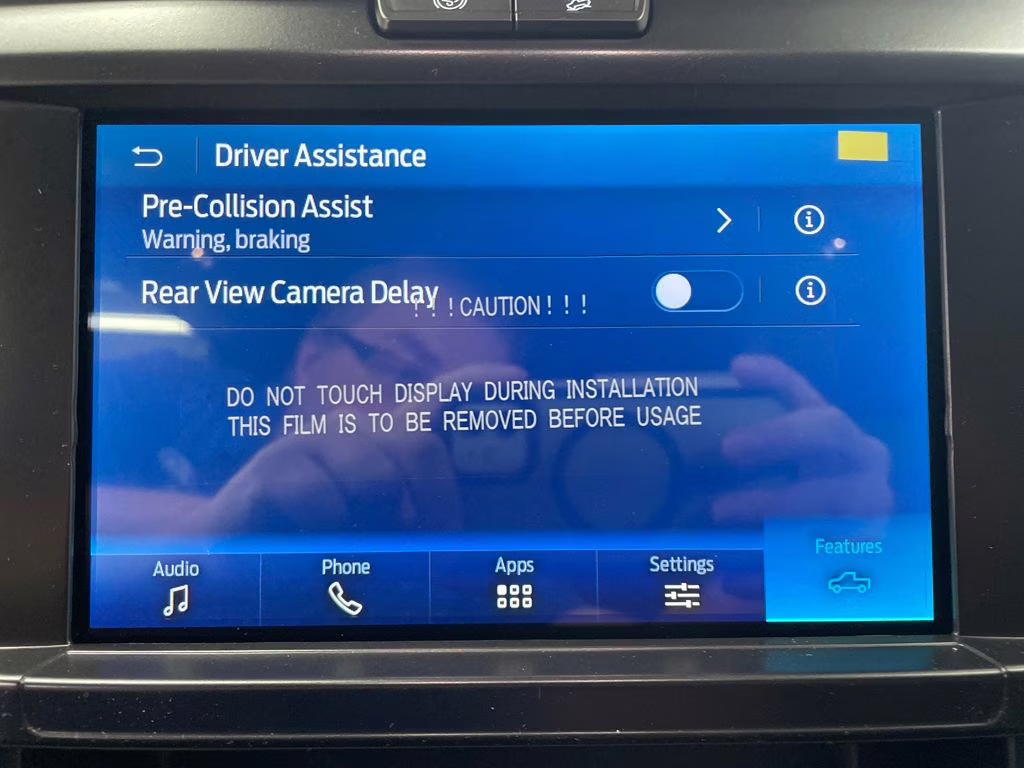 Driver Assistance
Pre-Collision Assist
Warning, braking
Rear View Camera Delay
! ! ! CAUTION ! ! !
DO NOT TOUCH DISPLAY DURING INSTALLATION
THIS FILM IS TO BE REMOVED BEFORE USAGE
Audio
Phone
Apps
Settings
Features